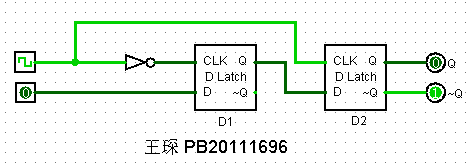 CLK Q
D Latch
D ~Q
D1
CLK Q
D Latch
D ~Q
D2
0
0 Q
1 ~Q
王琛 PB20111696